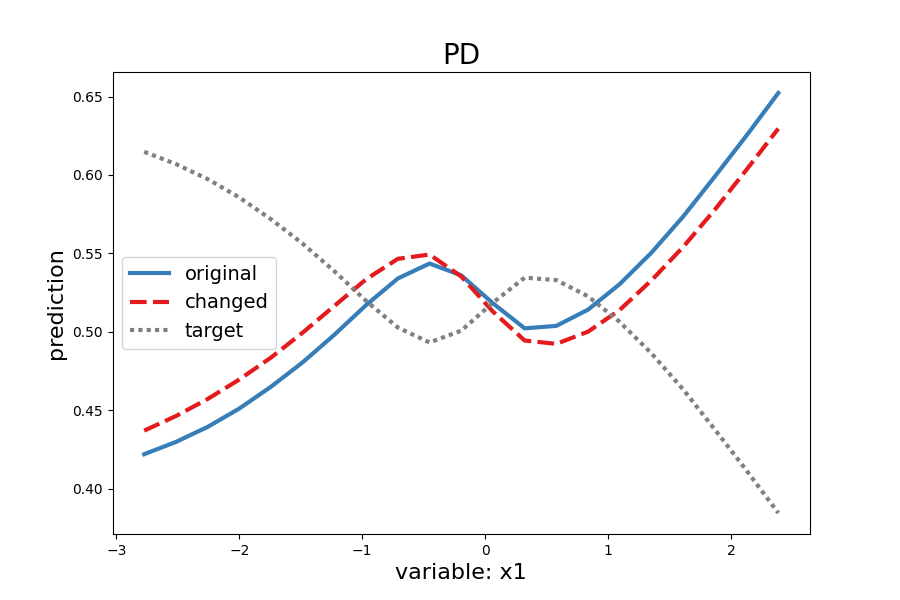 PD
prediction
0.65
0.60
0.55
0.50
0.45
0.40
original
changed
target
−3
−2
−1
0
1
2
variable: x1